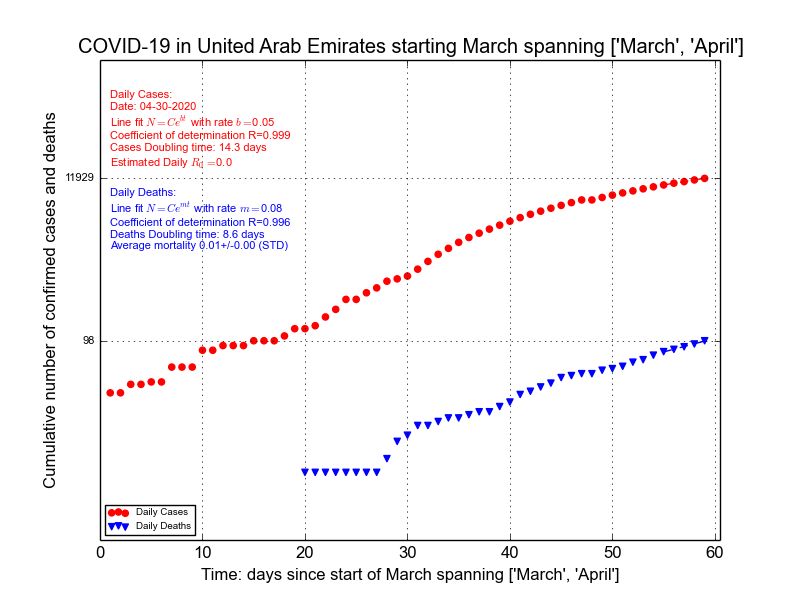 COVID-19 in United Arab Emirates starting March spanning ['March', 'April']
Daily Cases:
Date: 04-30-2020
Line fit N = Ce^{bt} with rate b =0.05
Coefficient of determination R=0.999
Cases Doubling time: 14.3 days
Estimated Daily R_0 =0.0
Daily Deaths:
Line fit N = Ce^{mt} with rate m =0.08
Coefficient of determination R=0.996
Deaths Doubling time: 8.6 days
Average mortality 0.01+/-0.00 (STD)
Cumulative number of confirmed cases and deaths
11929
98
Daily Cases
Daily Deaths
0 10 20 30 40 50 60
Time: days since start of March spanning ['March', 'April']